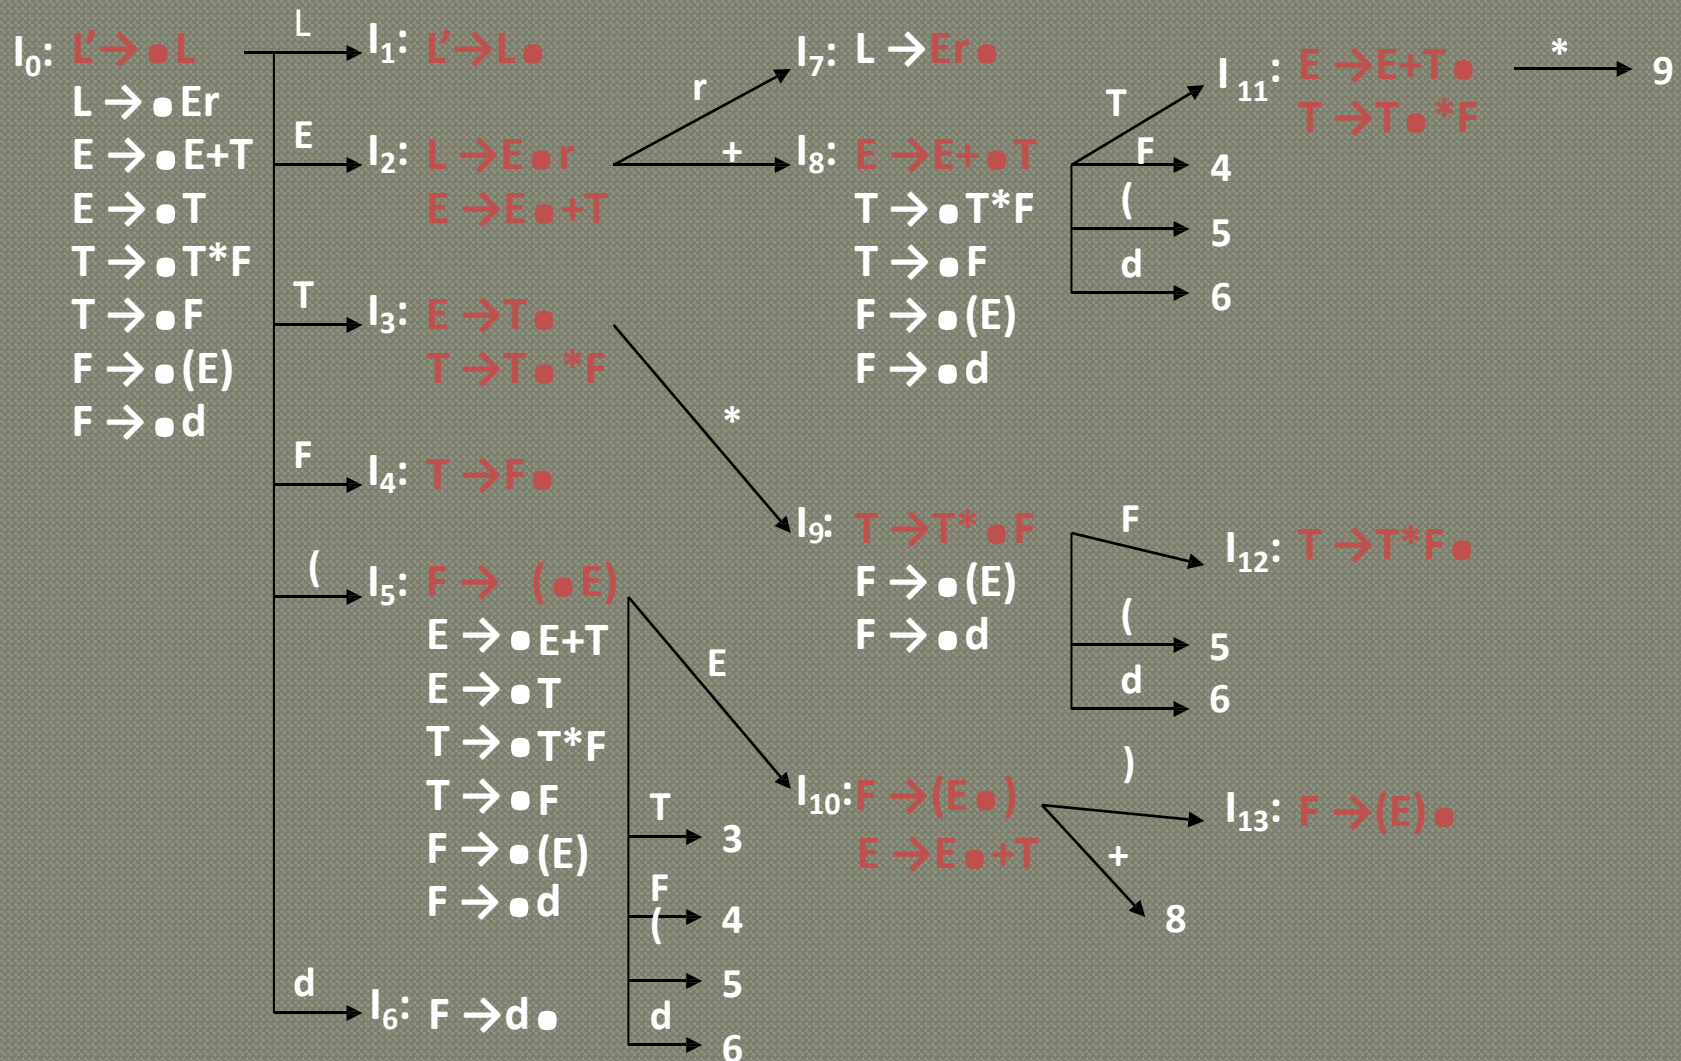 I0: L’→•L
L →•Er
E →•E+T
E →•T
T →•T*F
T →•F
F →•(E)
F →•d
L
E
T
F
(
d
I1: L’→L•
I2: L →E•r
E →E•+T
I3: E →T•
T →T•*F
I4: T →F•
I5: F → (•E)
E →•E+T
E →•T
T →•T*F
T →•F
F →•(E)
F →•d
I6: F →d•
r
+
*
E
T
3
F
4
(
5
d
6
I7: L →Er•
I8: E →E+•T
T →•T*F
T →•F
F →•(E)
F →•d
I9: T →T*•F
F →•(E)
F →•d
I10: F →(E•)
E →E•+T
T
F
4
(
5
d
6
F
(
5
d
6
)
+
8
I11: E →E+T•
T →T•*F
*
9
I12: T →T*F•
I13: F →(E)•